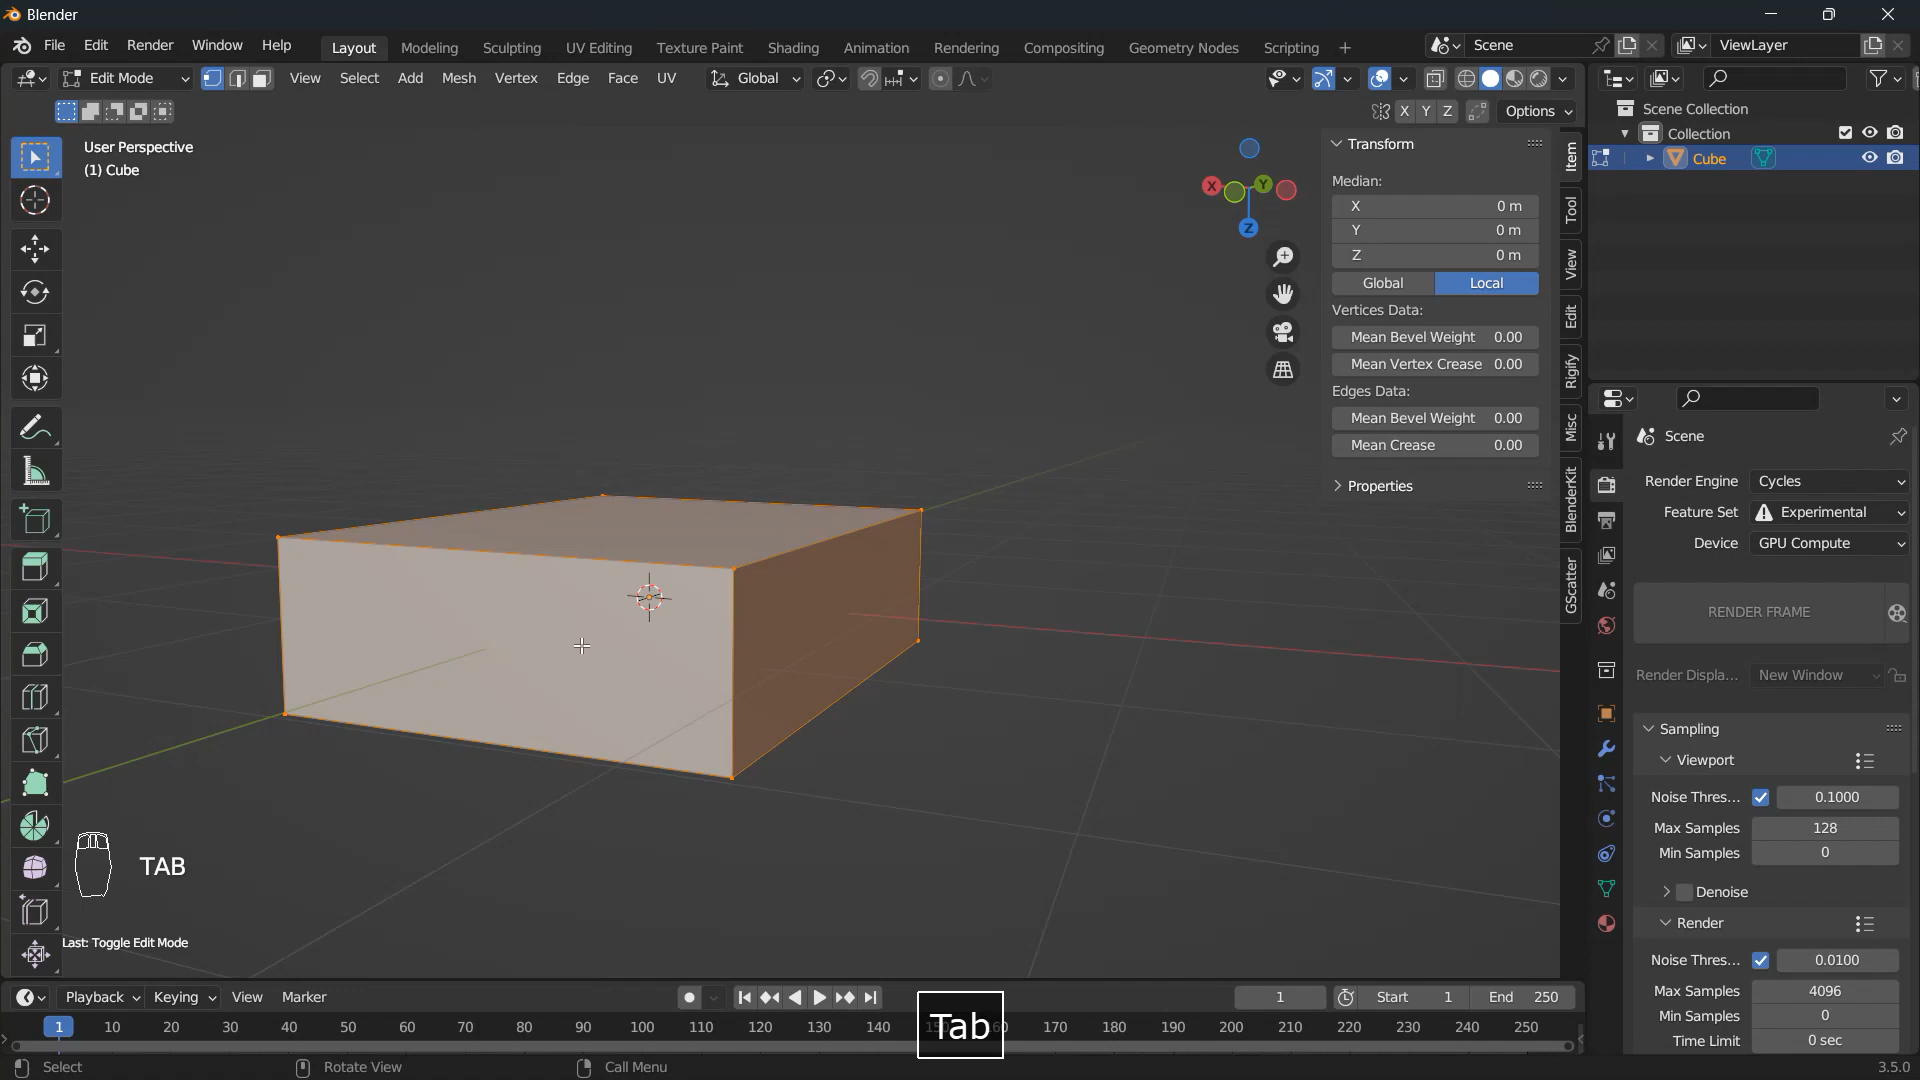 Blender
File Edit Render Window Help Layout Modeling Sculpting UV Editing Texture Paint Shading Animation Rendering Compositing Geometry Nodes Scripting + Scene ViewLayer
Edit Mode View Select Add Mesh Vertex Edge Face UV Global
X Y Z Options
User Perspective
(1) Cube
X Y Z
Transform
Median:
X 0 m
Y 0 m
Z 0 m
Global Local
Vertices Data:
Mean Bevel Weight 0.00
Mean Vertex Crease 0.00
Edges Data:
Mean Bevel Weight 0.00
Mean Crease 0.00
Properties
Item
Tool
View
Edit
Rigify
Misc
BlenderKit
GScatter
Scene Collection
Collection
Cube
Scene
Render Engine Cycles
Feature Set Experimental
Device GPU Compute
RENDER FRAME
Render Displa... New Window
Sampling
Viewport
Noise Thres... 0.1000
Max Samples 128
Min Samples 0
Denoise
Render
Noise Thres... 0.0100
Max Samples 4096
Min Samples 0
Time Limit 0 sec
TAB
Last: Toggle Edit Mode
Playback Keying View Marker 1 Start 1 End 250
1 10 20 30 40 50 60 70 80 90 100 110 120 130 140 170 180 190 200 210 220 230 240 250
Tab
Select Rotate View Call Menu 3.5.0